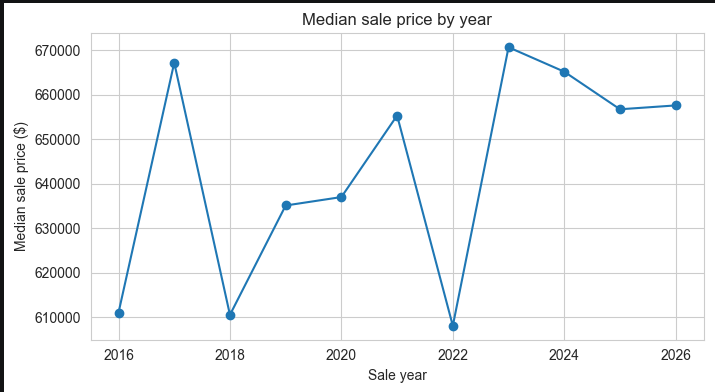 Median sale price by year
Median sale price ($)
670000
660000
650000
640000
630000
620000
610000
2016 2018 2020 2022 2024 2026
Sale year